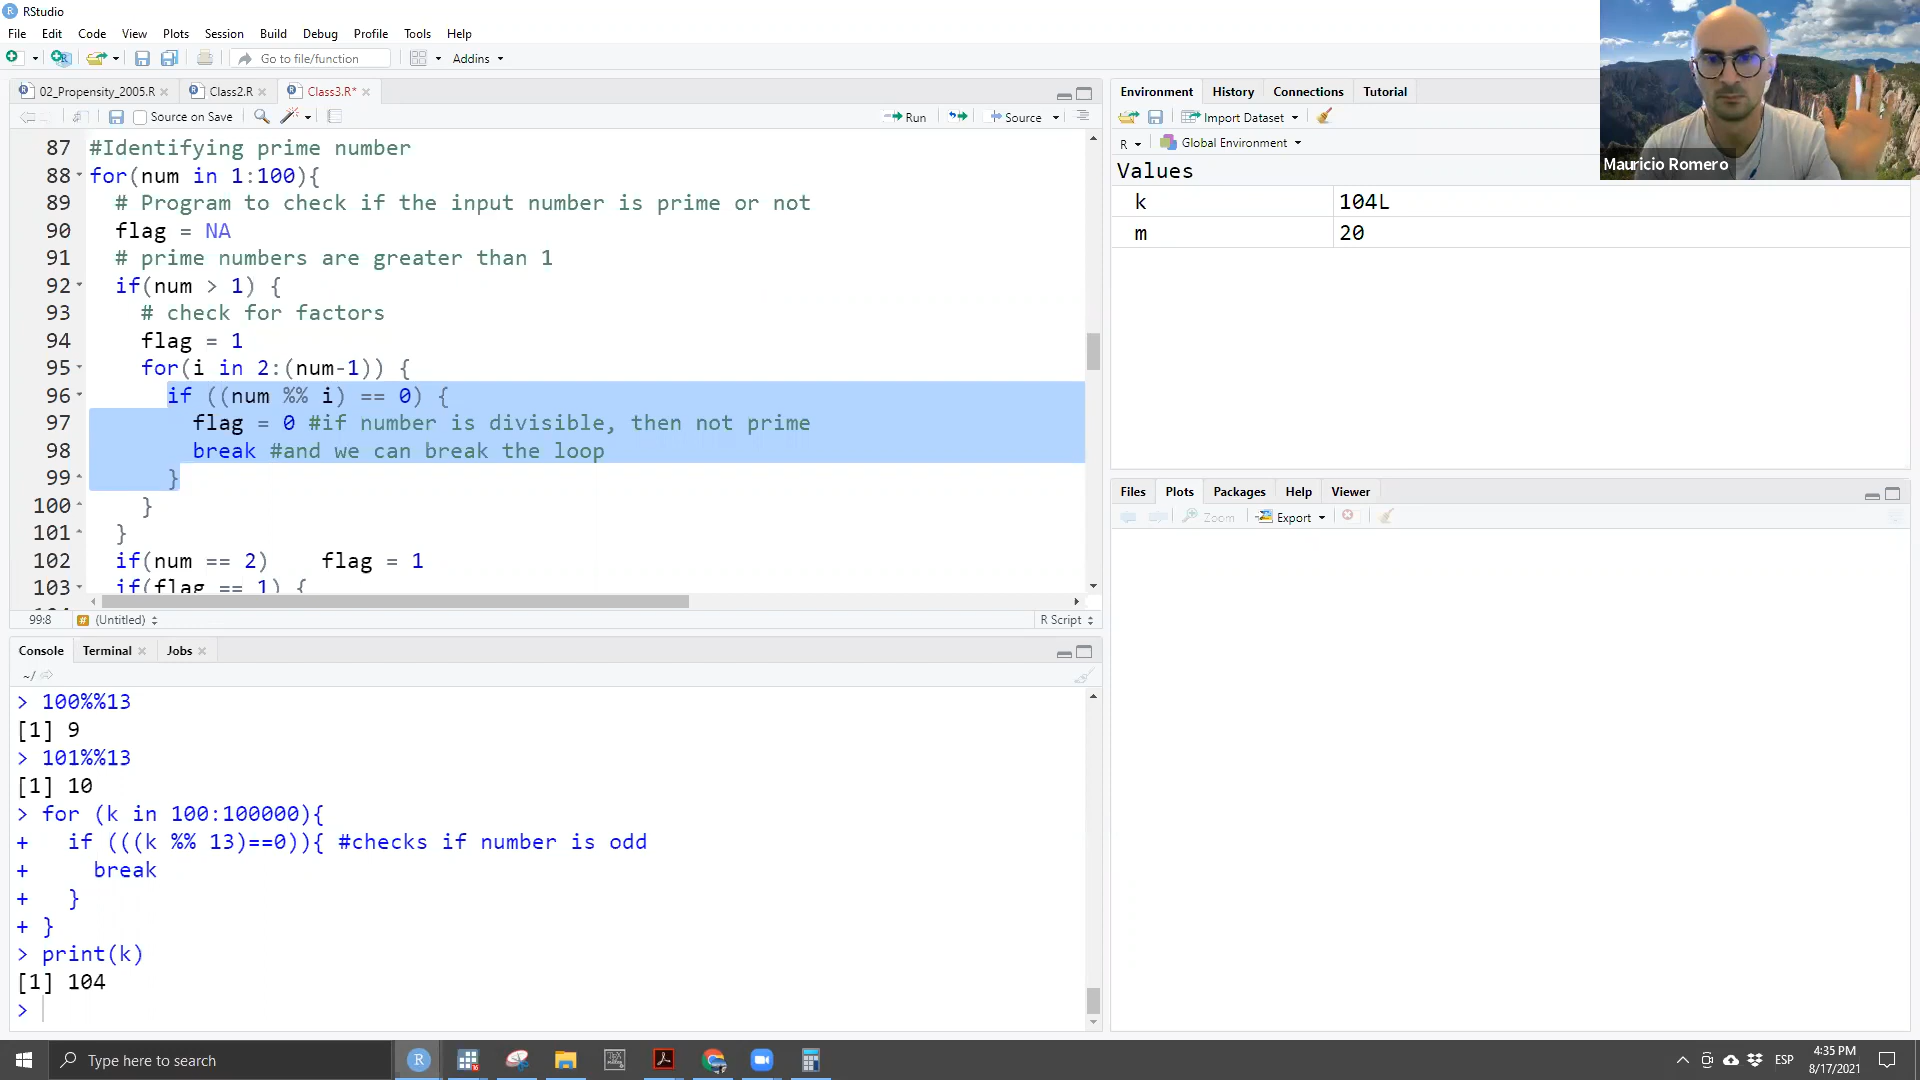 RStudio
File Edit Code View Plots Session Build Debug Profile Tools Help
Go to file/function Addins
02_Propensity_2005.R Class2.R Class3.R*
Source on Save Run Source
87 #Identifying prime number
88 for(num in 1:100){
89 # Program to check if the input number is prime or not
90 flag = NA
91 # prime numbers are greater than 1
92 if(num > 1) {
93 # check for factors
94 flag = 1
95 for(i in 2:(num-1)) {
96 if ((num %% i) == 0) {
97 flag = 0 #if number is divisible, then not prime
98 break #and we can break the loop
99 }
100 }
101 }
102 if(num == 2) flag = 1
103 if(flag == 1) {
99:8 (Untitled) R Script
Console Terminal Jobs
~/
> 100%%13
[1] 9
> 101%%13
[1] 10
> for (k in 100:100000){
+ if (((k %% 13)==0)){ #checks if number is odd
+ break
+ }
+ }
> print(k)
[1] 104
>
Environment History Connections Tutorial
Import Dataset
R Global Environment
Values
k 104L
m 20
Files Plots Packages Help Viewer
Zoom Export
Mauricio Romero
Type here to search
ESP
4:35 PM
8/17/2021